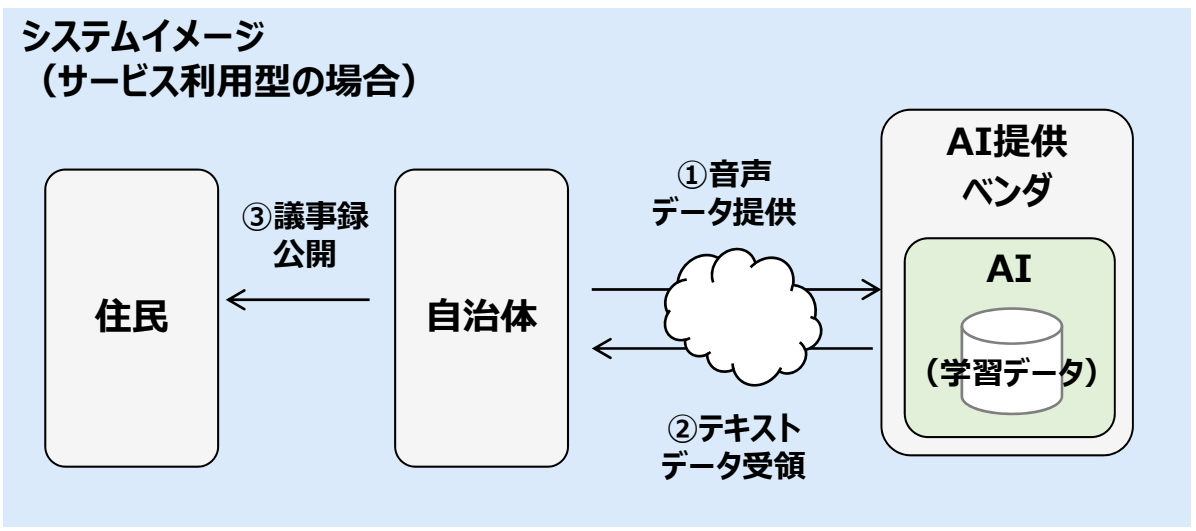 システムイメージ
（サービス利用型の場合）
住民
③議事録
公開
自治体
①音声
データ提供
②テキスト
データ受領
AI提供
ベンダ
AI
（学習データ）